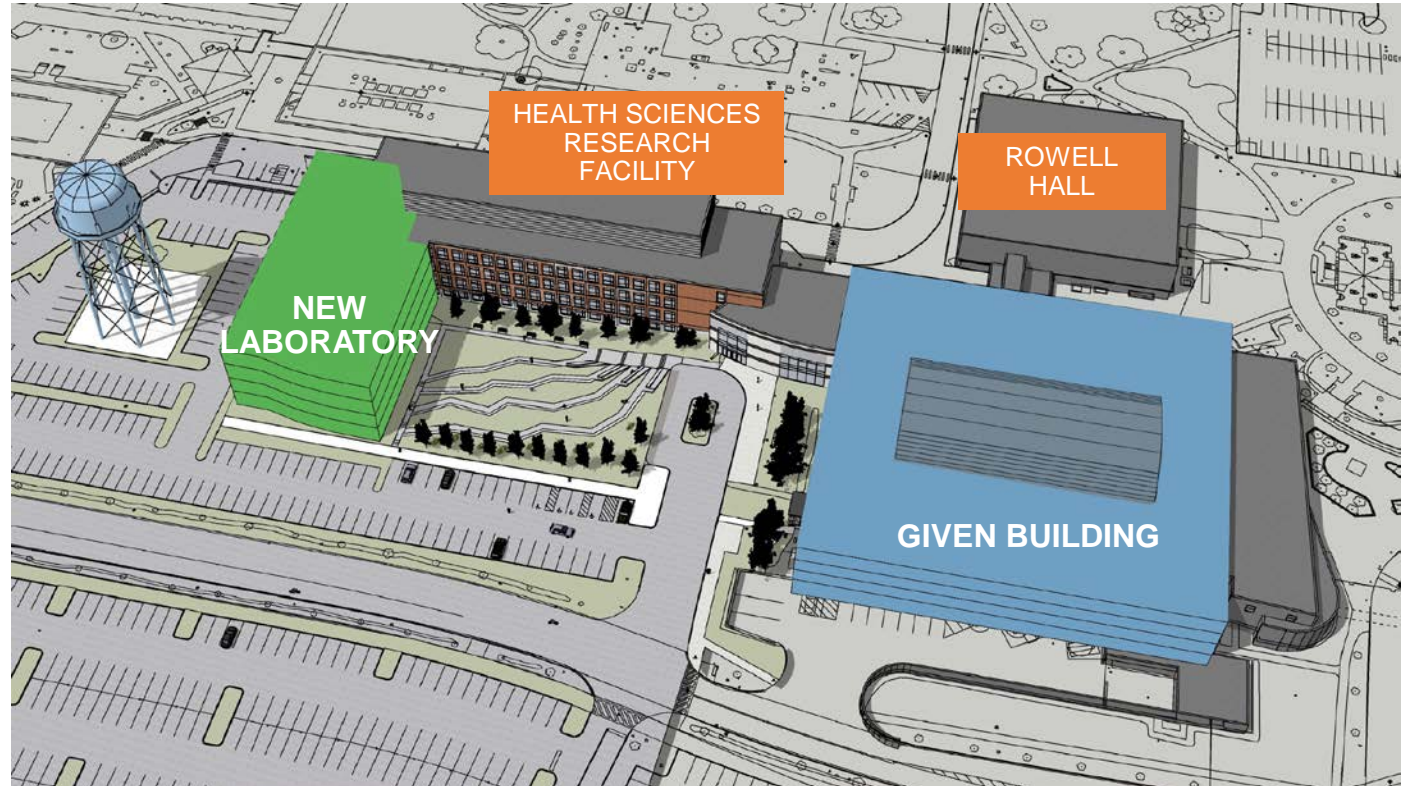 HEALTH SCIENCES
RESEARCH
FACILITY
ROWELL
HALL
NEW
LABORATORY
GIVEN BUILDING